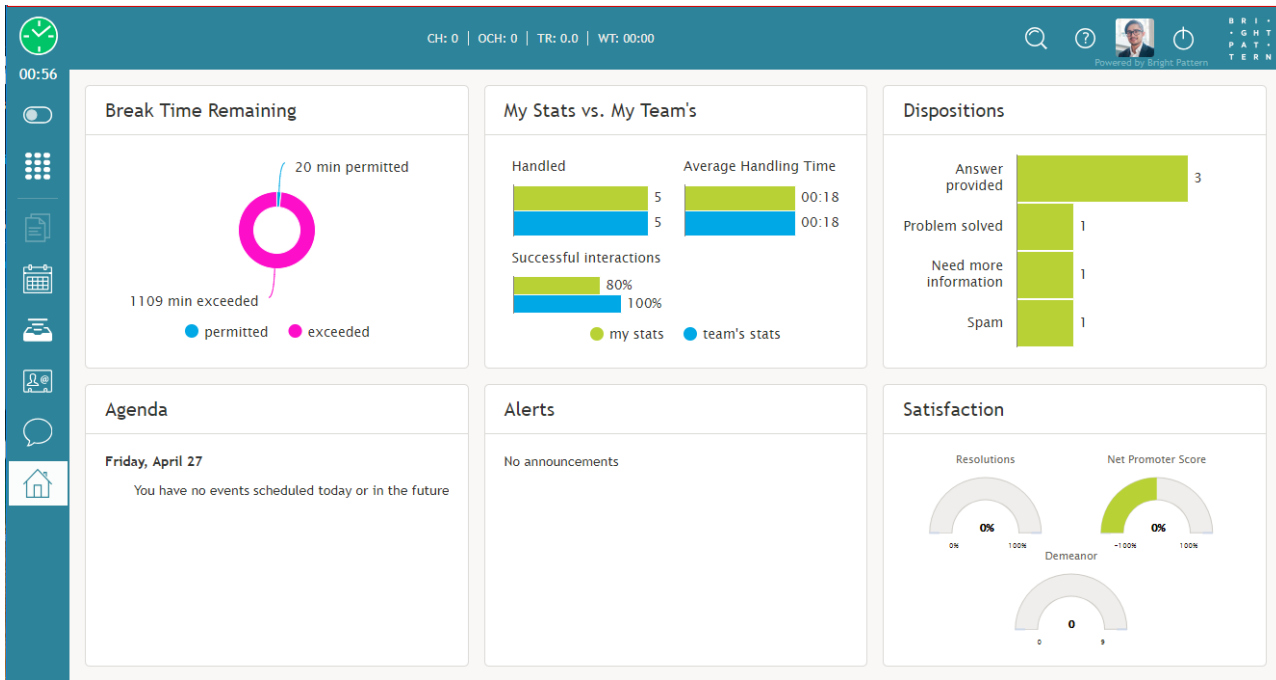 CH: 0 | OCH: 0 | TR: 0.0 | WT: 00:00
B R I •
• G H T
P A T •
T E R N
Powered by Bright Pattern
00:56
Break Time Remaining
20 min permitted
1109 min exceeded
permitted exceeded
My Stats vs. My Team's
Handled
5
5
Average Handling Time
00:18
00:18
Successful interactions
80%
100%
my stats team's stats
Dispositions
Answer
provided
3
Problem solved
1
Need more
information
1
Spam
1
Agenda
Friday, April 27
You have no events scheduled today or in the future
Alerts
No announcements
Satisfaction
Resolutions
0%
0% 100%
Net Promoter Score
0%
-100% 100%
Demeanor
0
0 9